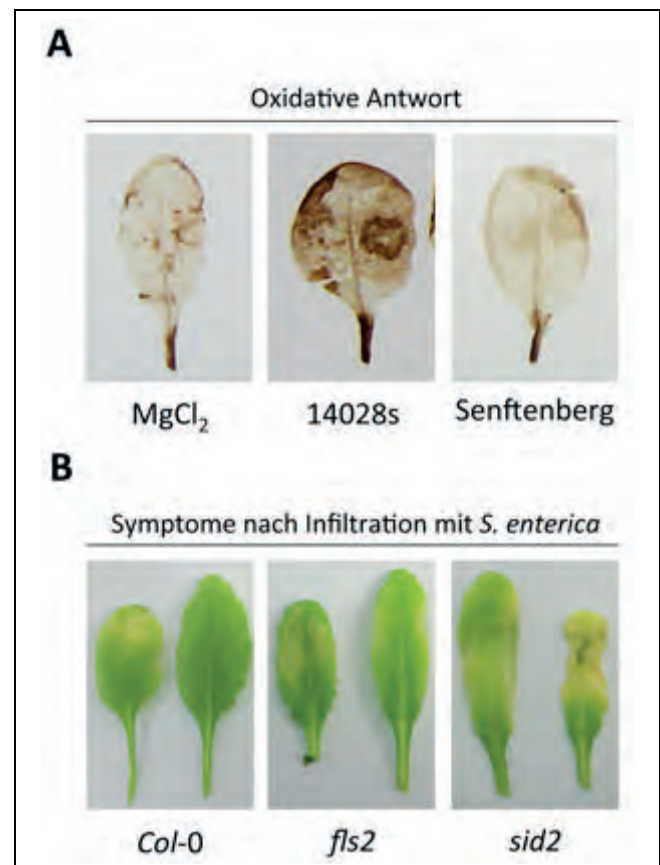 A
Oxidative Antwort
MgCl₂ 14028s Senftenberg
B
Symptome nach Infiltration mit S. enterica
Col-0 fls2 sid2